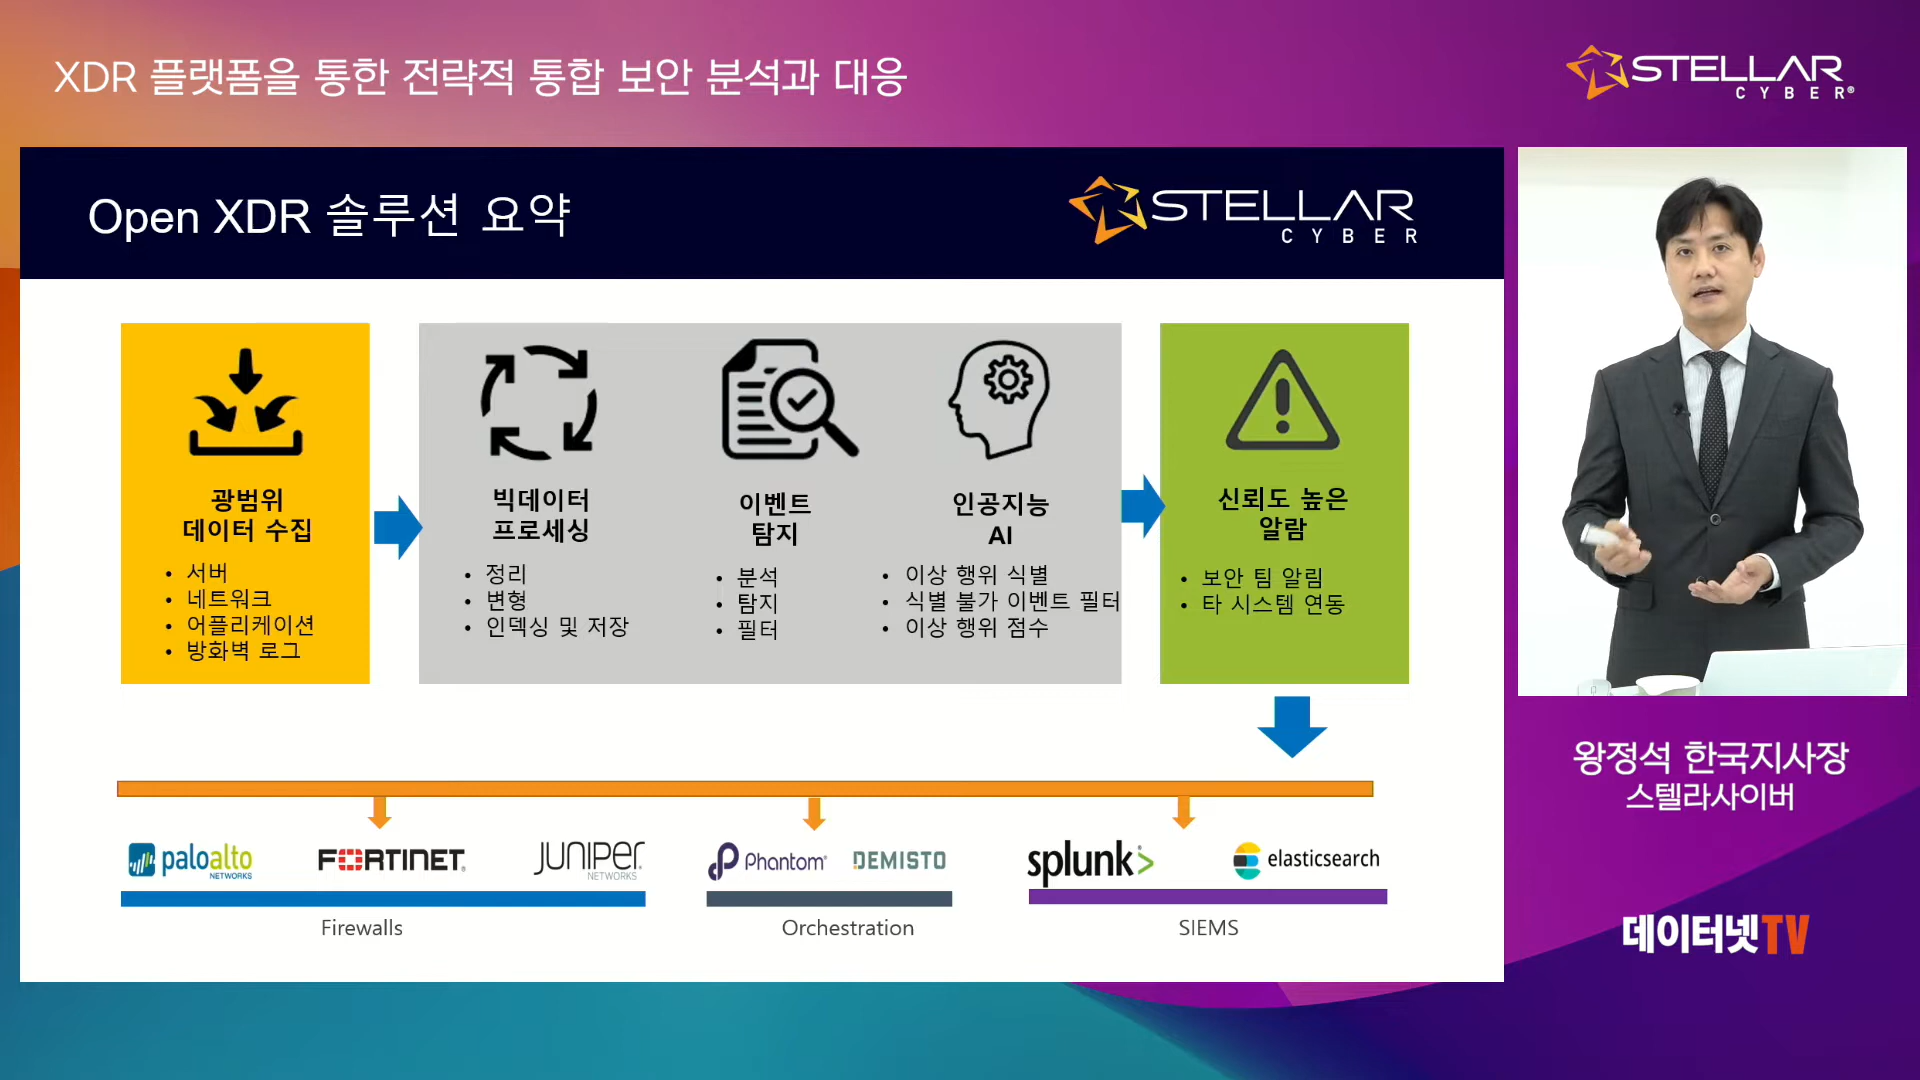 XDR 플랫폼을 통한 전략적 통합 보안 분석과 대응
STELLAR
CYBER®
Open XDR 솔루션 요약
STELLAR
CYBER
광범위
데이터 수집
• 서버
• 네트워크
• 어플리케이션
• 방화벽 로그
빅데이터
프로세싱
• 정리
• 변형
• 인덱싱 및 저장
이벤트
탐지
• 분석
• 탐지
• 필터
인공지능
AI
• 이상 행위 식별
• 식별 불가 이벤트 필터
• 이상 행위 점수
신뢰도 높은
알람
• 보안 팀 알림
• 타 시스템 연동
paloalto
NETWORKS
FORTINET
JUNIPER
NETWORKS
Phantom
DEMISTO
splunk>
elasticsearch
Firewalls
Orchestration
SIEMS
왕정석 한국지사장
스텔라사이버
데이터넷TV